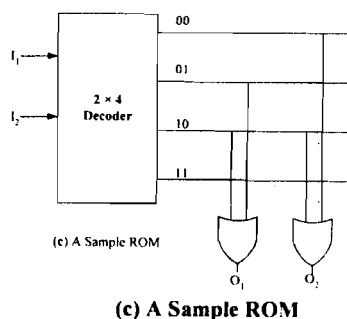 00
I1
01
2 × 4
Decoder
I2
10
11
(c) A Sample ROM
O1
O2
(c) A Sample ROM